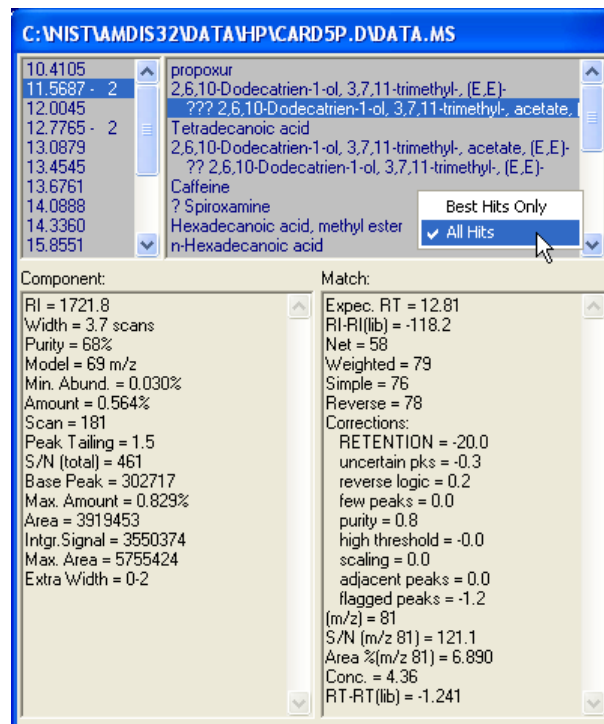 C:\NIST\AMDIS32\DATA\HP\CARD5P.D\DATA.MS
10.4105
11.5687 - 2
12.0045
12.7765 - 2
13.0879
13.4545
13.6761
14.0888
14.3360
15.8551
propoxur
2,6,10-Dodecatrien-1-ol, 3,7,11-trimethyl-, (E,E)-
??? 2,6,10-Dodecatrien-1-ol, 3,7,11-trimethyl-, acetate,
Tetradecanoic acid
2,6,10-Dodecatrien-1-ol, 3,7,11-trimethyl-, acetate, (E,E)-
?? 2,6,10-Dodecatrien-1-ol, 3,7,11-trimethyl-, (E,E)-
Caffeine
? Spiroxamine
Hexadecanoic acid, methyl ester
n-Hexadecanoic acid
Best Hits Only
All Hits
Component:
RI = 1721.8
Width = 3.7 scans
Purity = 68%
Model = 69 m/z
Min. Abund. = 0.030%
Amount = 0.564%
Scan = 181
Peak Tailing = 1.5
S/N (total) = 461
Base Peak = 302717
Max. Amount = 0.829%
Area = 3919453
Intgr.Signal = 3550374
Max. Area = 5755424
Extra Width = 0-2
Match:
Expec. RT = 12.81
RI-RI(lib) = -118.2
Net = 58
Weighted = 79
Simple = 76
Reverse = 78
Corrections:
RETENTION = -20.0
uncertain pks = -0.3
reverse logic = 0.2
few peaks = 0.0
purity = 0.8
high threshold = -0.0
scaling = 0.0
adjacent peaks = 0.0
flagged peaks = -1.2
(m/z) = 81
S/N (m/z 81) = 121.1
Area %(m/z 81) = 6.890
Conc. = 4.36
RT-RT(lib) = -1.241